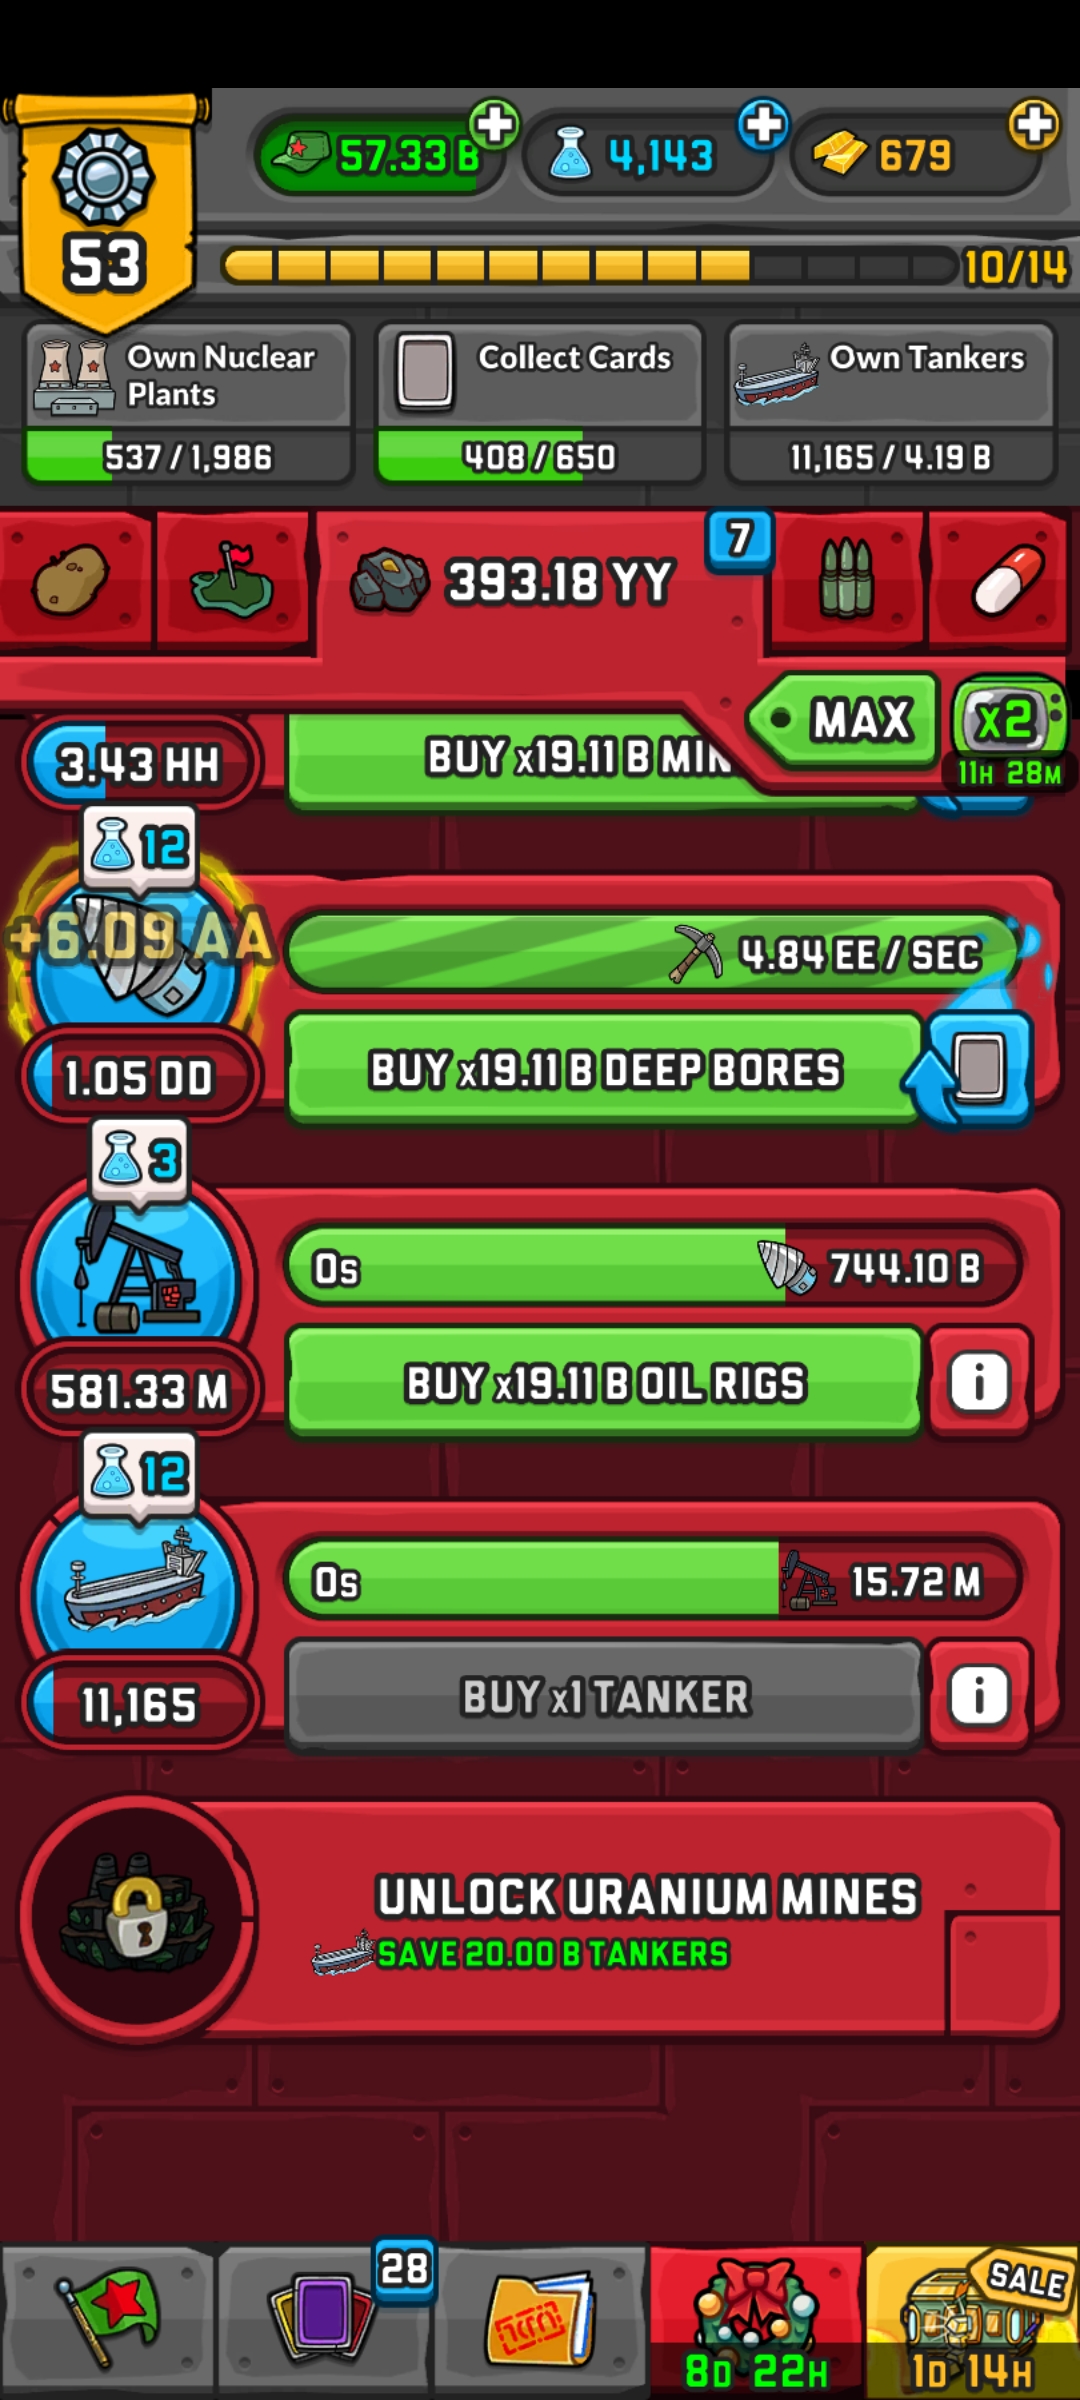 57.33 B
4,143
679
53
10/14
Own Nuclear
Plants
537 / 1,986
Collect Cards
408 / 650
Own Tankers
11,165 / 4.19 B
393.18 YY
7
MAX
x2
11H 28M
3.43 HH
BUY x19.11 B MIN
12
+6.09 AA
4.84 EE / SEC
1.05 DD
BUY x19.11 B DEEP BORES
3
0s
744.10 B
581.33 M
BUY x19.11 B OIL RIGS
i
12
0s
15.72 M
11,165
BUY x1 TANKER
i
UNLOCK URANIUM MINES
SAVE 20.00 B TANKERS
28
SALE
8D 22H
1D 14H